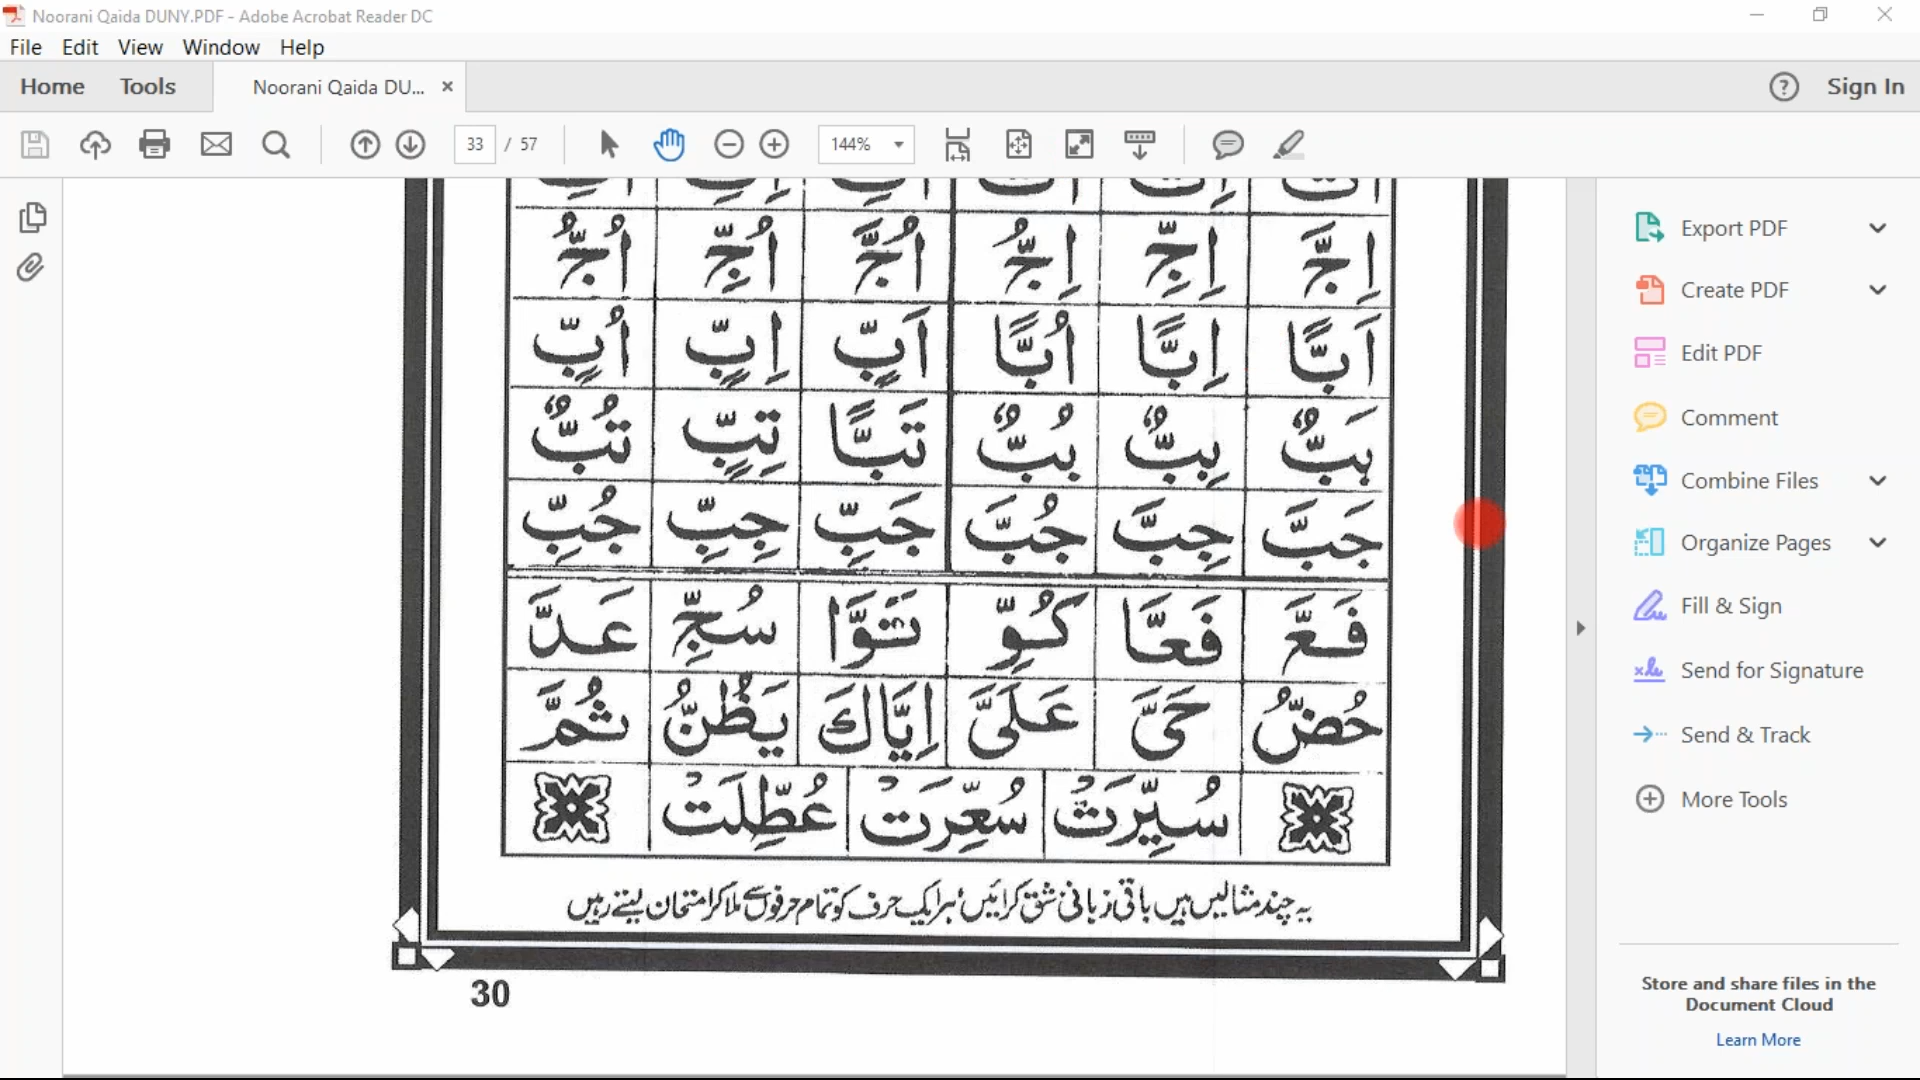 Noorani Qaida DUNY.PDF - Adobe Acrobat Reader DC
File Edit View Window Help
Home Tools Noorani Qaida DU... × ? Sign In
33 / 57 144%
اِجَّ اِجِّ اِجُّ اُجَّ اُجِّ اُجُّ
اَبًّا اِبًّا اُبًّا اَبٍّ اِبٍّ اُبٍّ
بَبٌّ بِبٌّ بُبٌّ تَبًّا تِبٍّ تُبٌّ
جَبَّ جِبَّ جُبَّ جَبِّ جِبِّ جُبِّ
فَعَّ فَعَّا كُوِّ تَوَّا سُجِّ عَدَّ
حُضُّ حَىَّ عَلَىَّ اِيَّاكَ يَظُنُّ ثُمَّ
سُيِّرَتْ سُعِّرَتْ عُطِّلَتْ
یہ چند مثالیں ہیں باقی زبانی مشق کرائیں ہر ایک حرف کو تمام حرفوں سے ملا کر امتحان لیتے رہیں
30
Export PDF
Create PDF
Edit PDF
Comment
Combine Files
Organize Pages
Fill & Sign
Send for Signature
Send & Track
More Tools
Store and share files in the
Document Cloud
Learn More